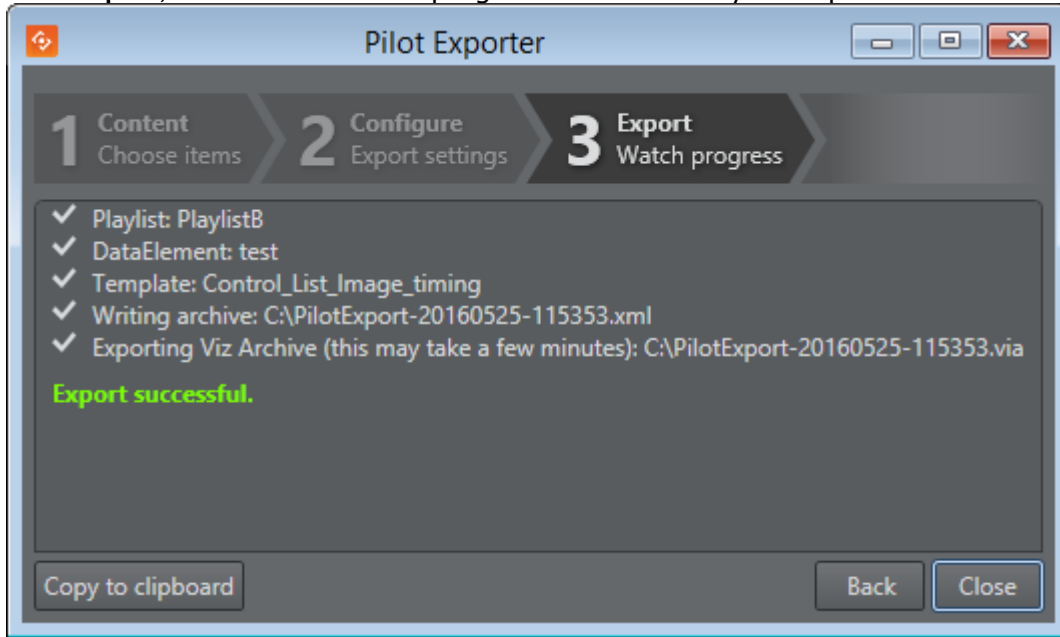 Pilot Exporter
1 Content
Choose items
2 Configure
Export settings
3 Export
Watch progress
Playlist: PlaylistB
DataElement: test
Template: Control_List_Image_timing
Writing archive: C:\PilotExport-20160525-115353.xml
Exporting Viz Archive (this may take a few minutes): C:\PilotExport-20160525-115353.via
Export successful.
Copy to clipboard
Back
Close